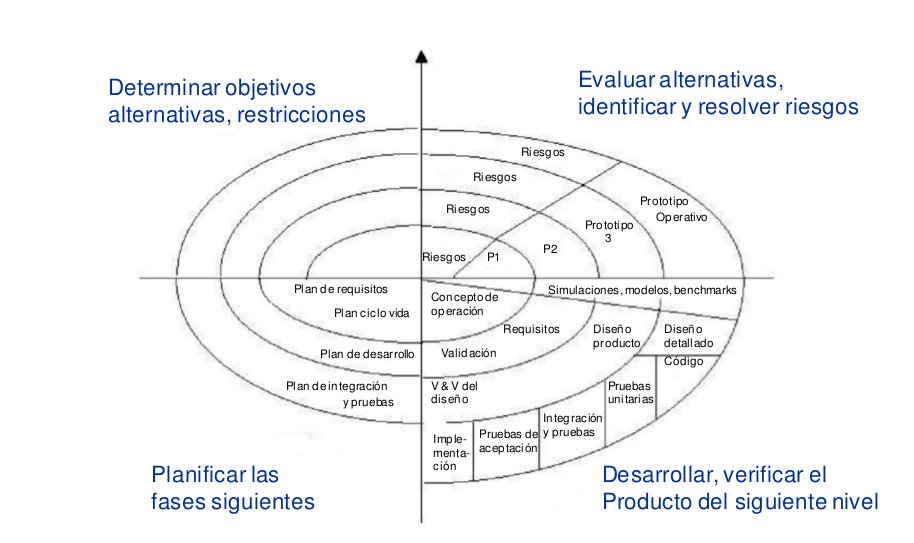 Determinar objetivos
alternativas, restricciones
Evaluar alternativas,
identificar y resolver riesgos
Riesgos
Riesgos
Riesgos
Riesgos
P1
P2
Prototipo
3
Prototipo
Operativo
Simulaciones, modelos, benchmarks
Plan de requisitos
Plan ciclo vida
Plan de desarrollo
Plan de integración
y pruebas
Concepto de
operación
Requisitos
Diseño
producto
Diseño
detallado
Validación
Código
V & V del
diseño
Pruebas
unitarias
Integración
y pruebas
Pruebas de
aceptación
Imple-
menta-
ción
Planificar las
fases siguientes
Desarrollar, verificar el
Producto del siguiente nivel